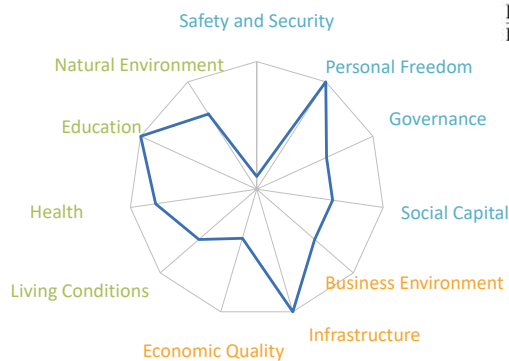 Safety and Security
Natural Environment
Personal Freedom
Education
Governance
Health
Social Capital
Living Conditions
Business Environment
Economic Quality
Infrastructure